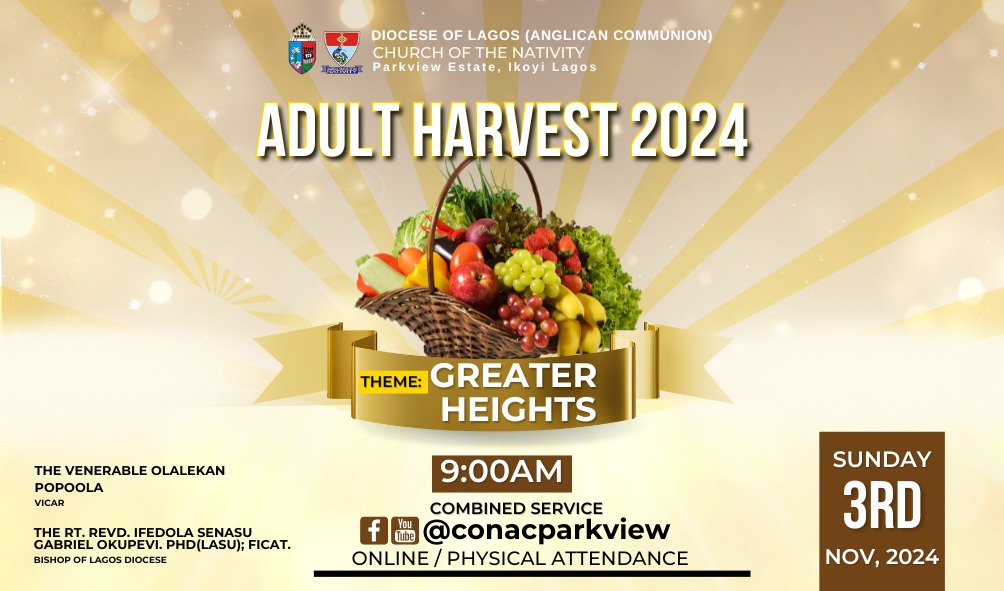 DIOCESE OF LAGOS (ANGLICAN COMMUNION)
CHURCH OF THE NATIVITY
Parkview Estate, Ikoyi Lagos
ADULT HARVEST 2024
THEME: GREATER
HEIGHTS
9:00AM
COMBINED SERVICE
You
Tube
@conacparkview
ONLINE / PHYSICAL ATTENDANCE
THE VENERABLE OLALEKAN
POPOOLA
VICAR
THE RT. REVD. IFEDOLA SENASU
GABRIEL OKUPEVI. PHD(LASU); FICAT.
BISHOP OF LAGOS DIOCESE
SUNDAY
3RD
NOV, 2024